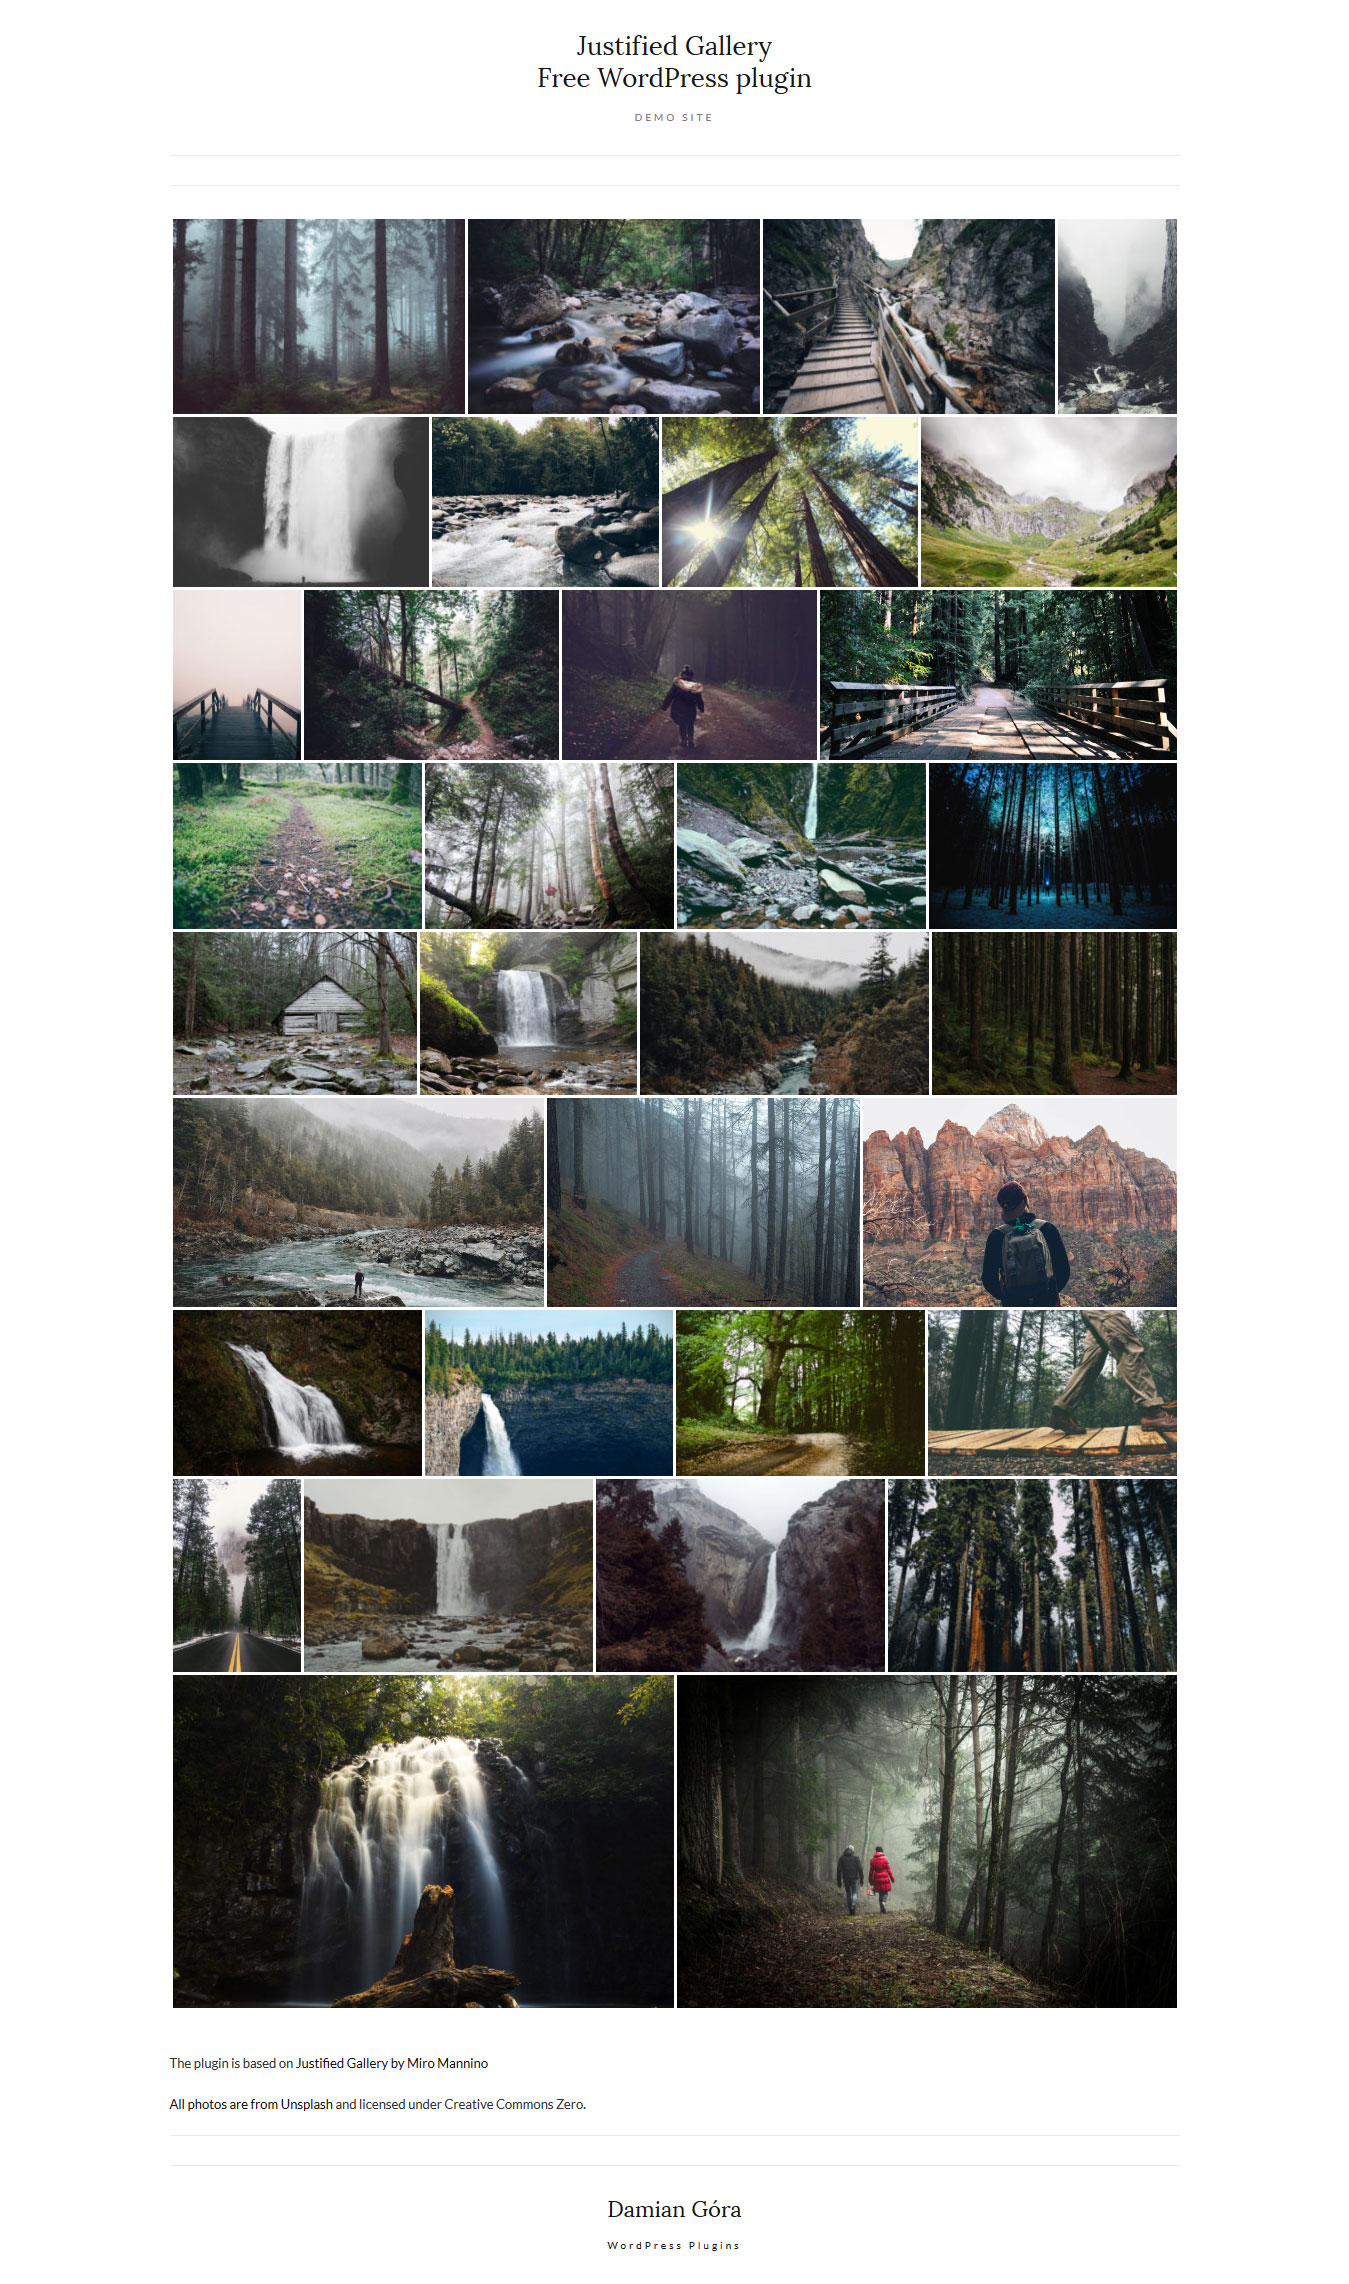 Justified Gallery
Free WordPress plugin
DEMO SITE
The plugin is based on Justified Gallery by Miro Mannino
All photos are from Unsplash and licensed under Creative Commons Zero.
Damian Góra
WordPress Plugins